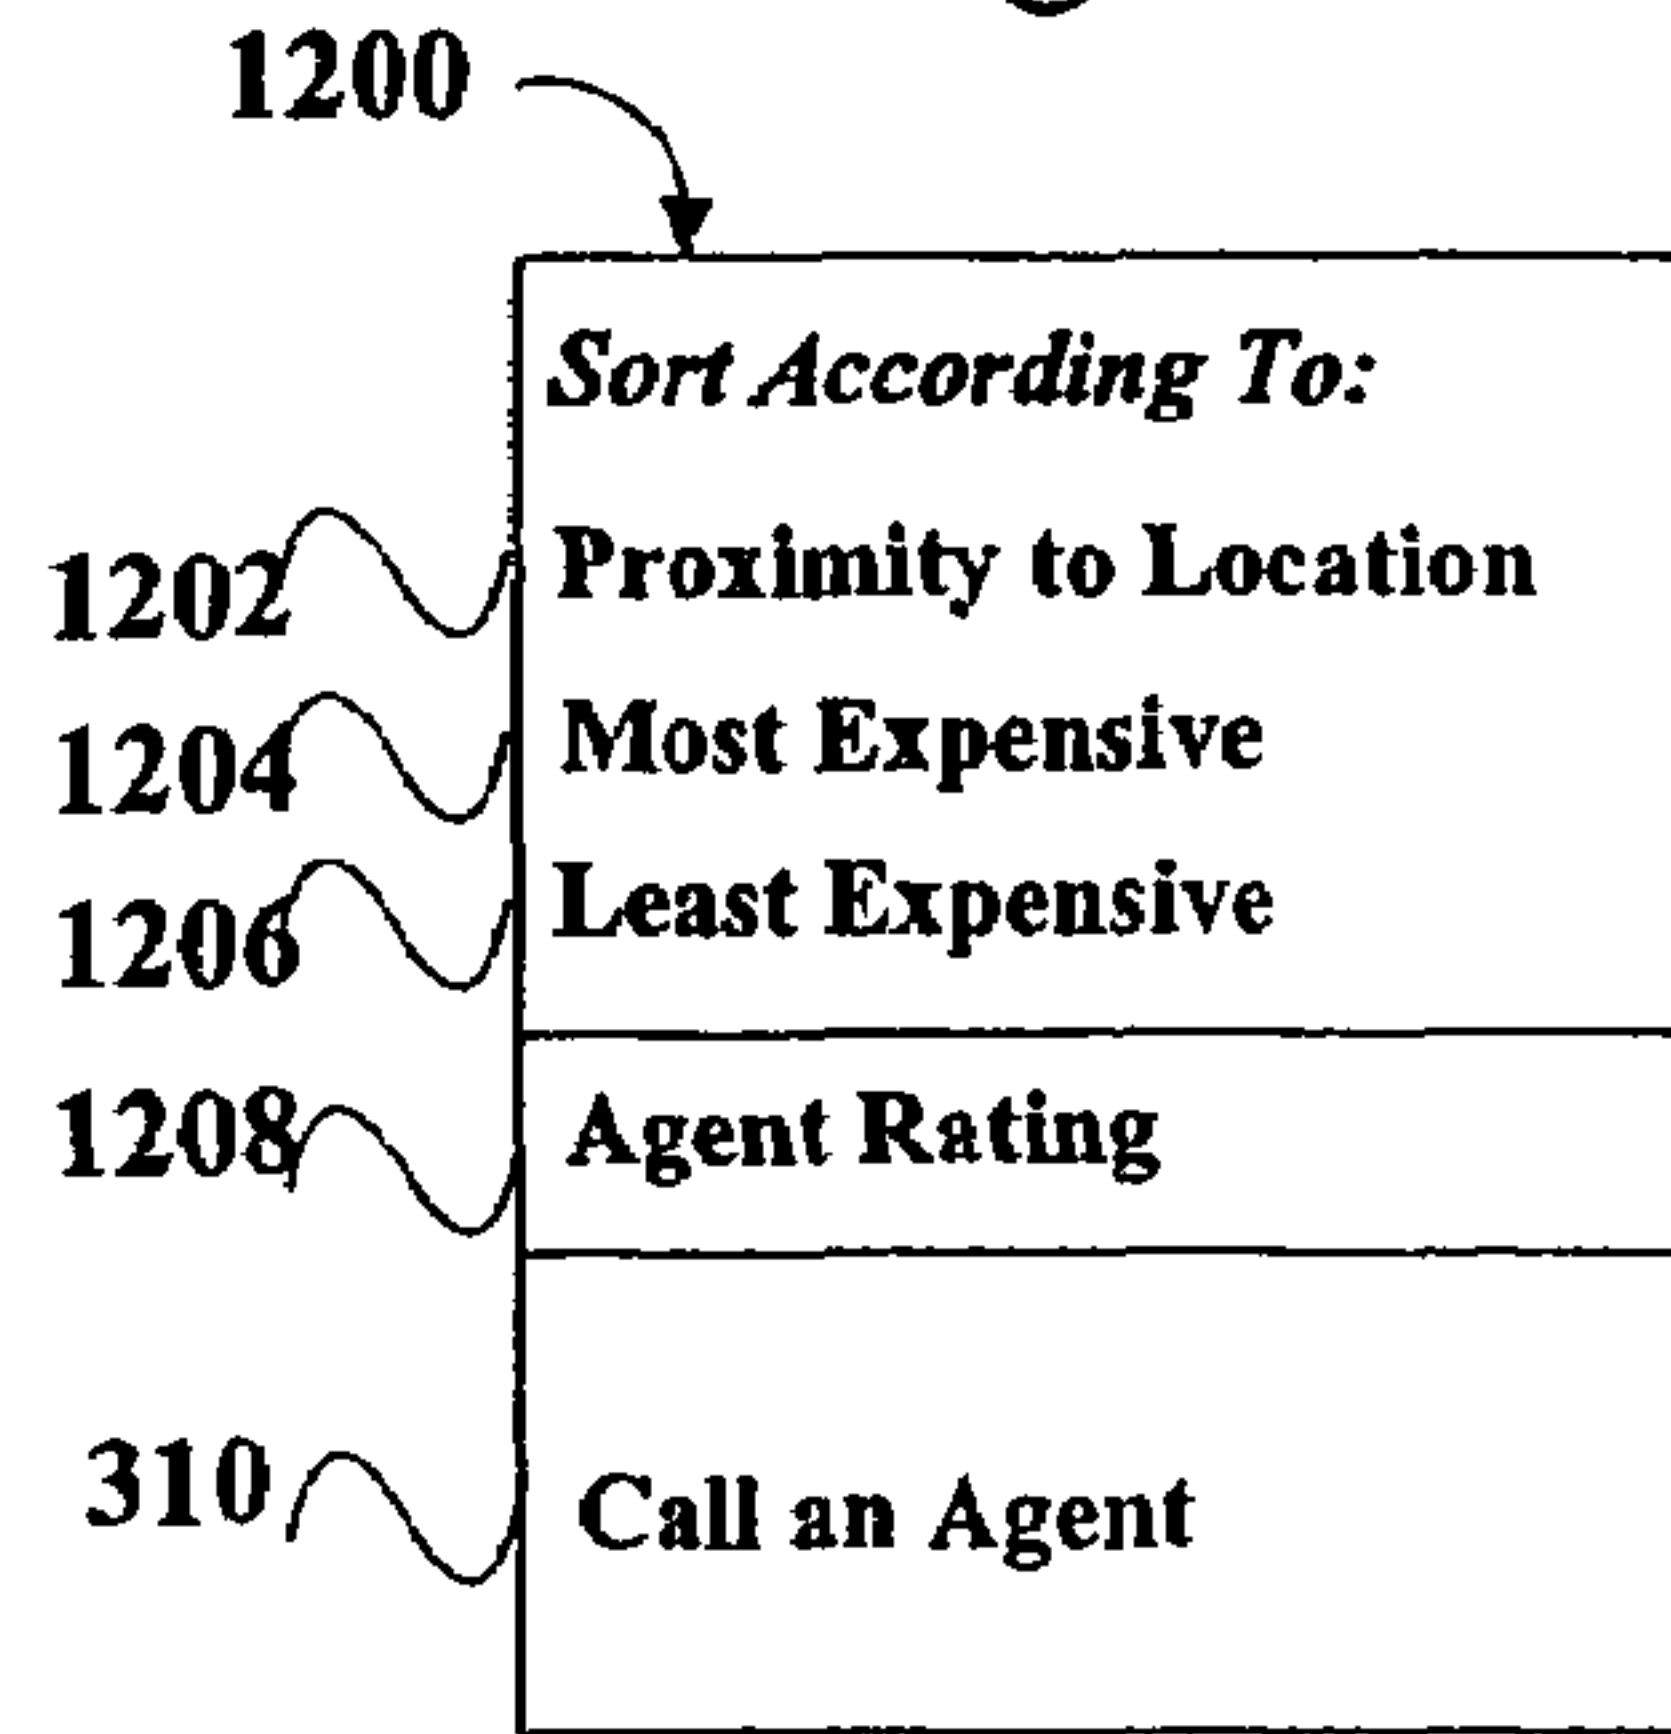 1200
Sort According To:
1202 Proximity to Location
1204 Most Expensive
1206 Least Expensive
1208 Agent Rating
310 Call an Agent